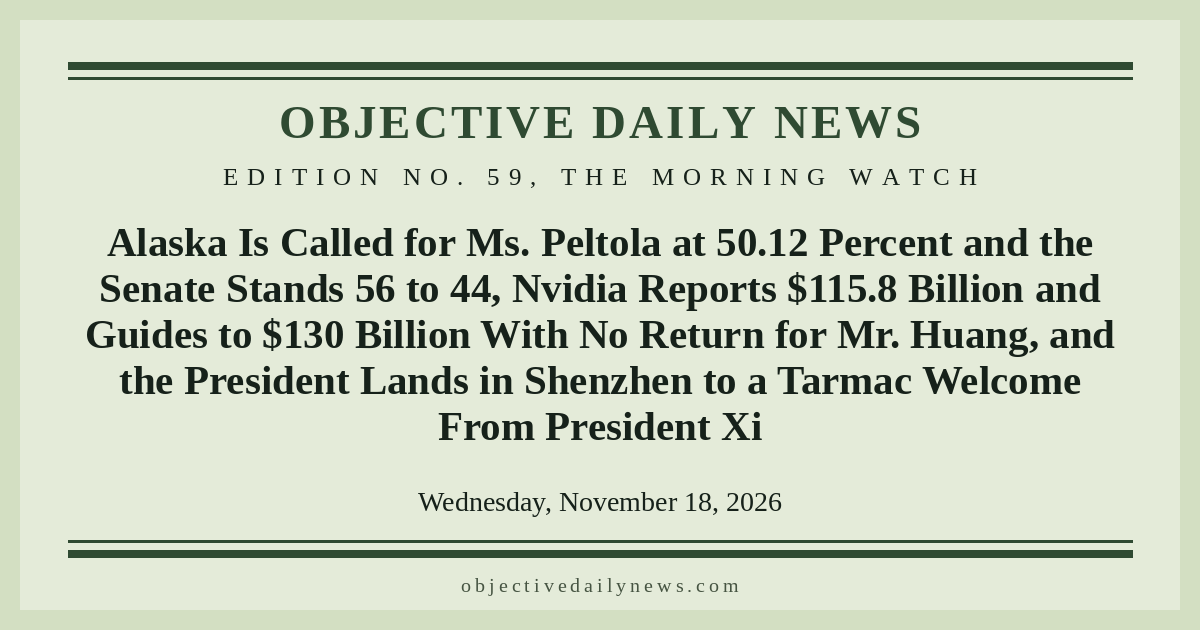 OBJECTIVE DAILY NEWS
EDITION NO. 59, THE MORNING WATCH
Alaska Is Called for Ms. Peltola at 50.12 Percent and the
Senate Stands 56 to 44, Nvidia Reports $115.8 Billion and
Guides to $130 Billion With No Return for Mr. Huang, and
the President Lands in Shenzhen to a Tarmac Welcome
From President Xi
Wednesday, November 18, 2026
objectivedailynews.com